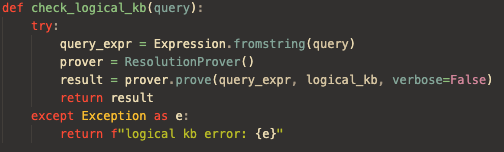 def check_logical_kb(query):
    try:
        query_expr = Expression.fromstring(query)
        prover = ResolutionProver()
        result = prover.prove(query_expr, logical_kb, verbose=False)
        return result
    except Exception as e:
        return f"logical kb error: {e}"